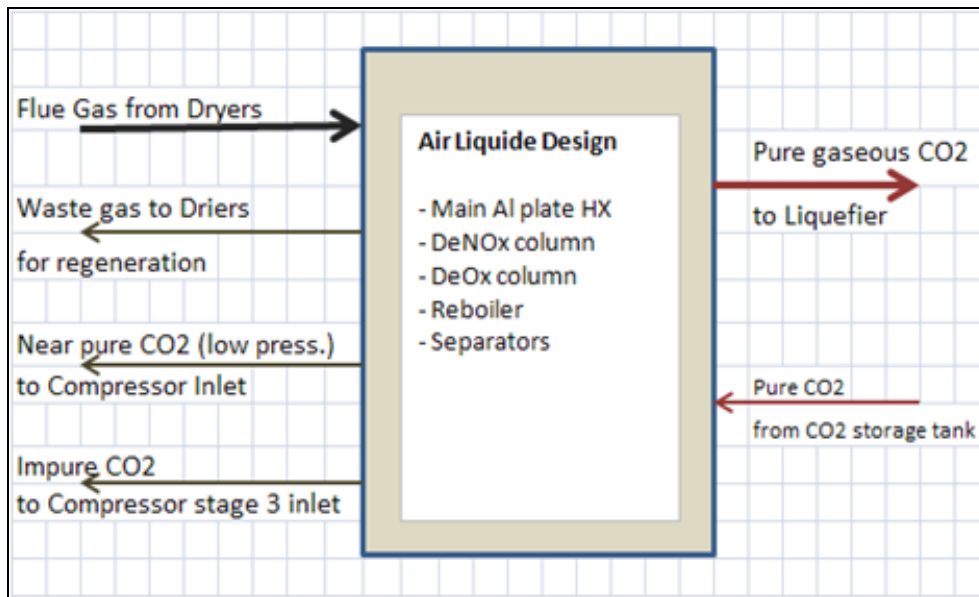 Flue Gas from Dryers
Waste gas to Driers
for regeneration
Near pure CO2 (low press.)
to Compressor Inlet
Impure CO2
to Compressor stage 3 inlet
Air Liquide Design
- Main Al plate HX
- DeNOx column
- DeOx column
- Reboiler
- Separators
Pure gaseous CO2
to Liquefier
Pure CO2
from CO2 storage tank